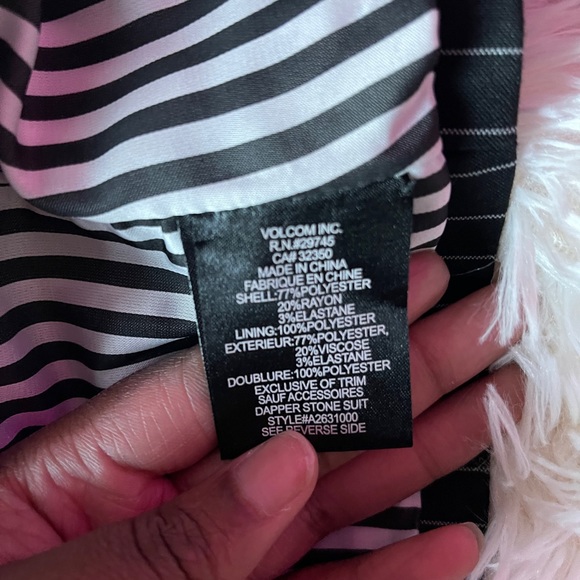 VOLCOM INC.
R.N.#29745
CA# 32350
MADE IN CHINA
FABRIQUE EN CHINE
SHELL:77%POLYESTER
20%RAYON
3%ELASTANE
LINING:100%POLYESTER
EXTERIEUR:77%POLYESTER,
20%VISCOSE
3%ELASTANE
DOUBLURE:100%POLYESTER
EXCLUSIVE OF TRIM
SAUF ACCESSOIRES
DAPPER STONE SUIT
STYLE#A2631000
SEE REVERSE SIDE